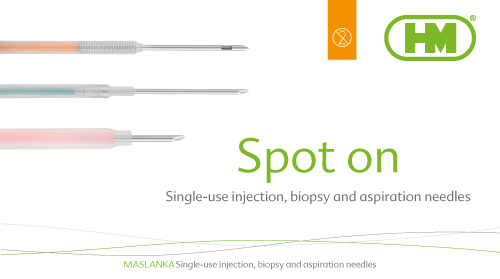 HM®
Spot on
Single-use injection, biopsy and aspiration needles
MASLANKA Single-use injection, biopsy and aspiration needles